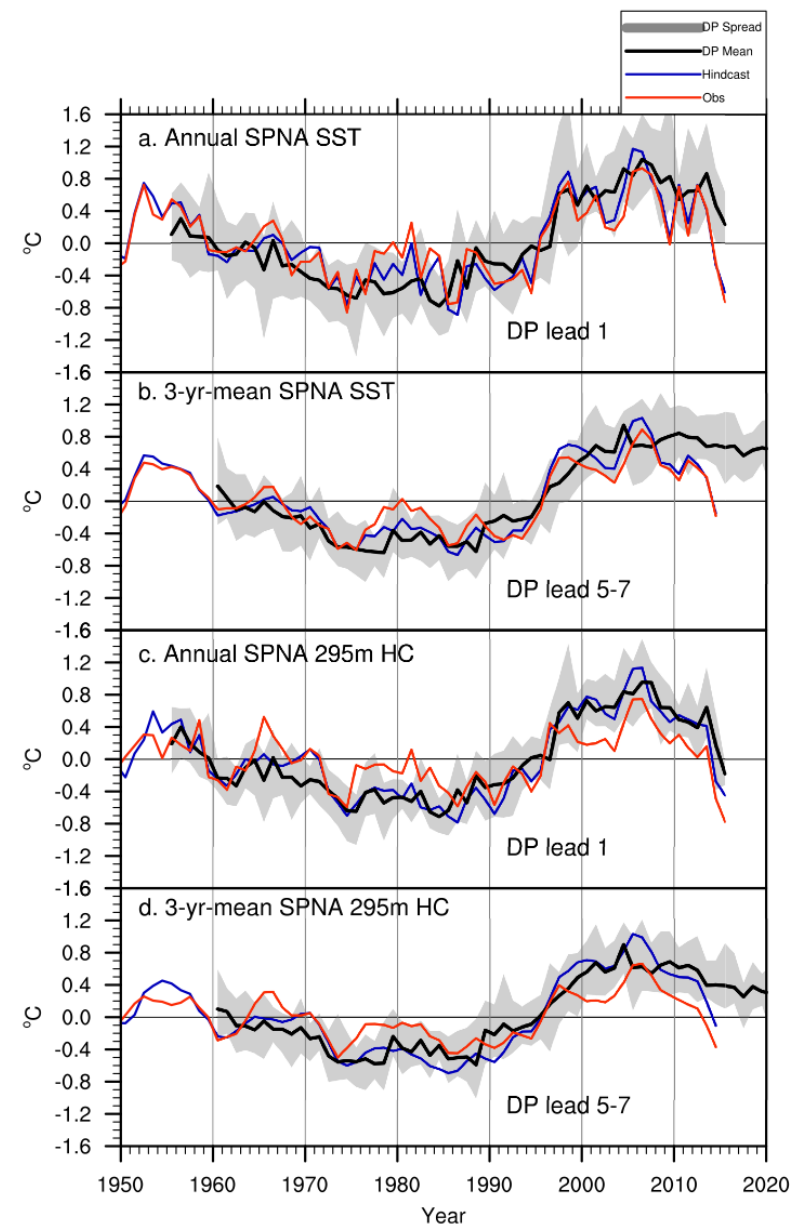 DP Spread
DP Mean
Hindcast
Obs
1.6
1.2
0.8
0.4
0.0
-0.4
-0.8
-1.2
-1.6
°C
a. Annual SPNA SST
DP lead 1
1.2
0.8
0.4
0.0
-0.4
-0.8
-1.2
-1.6
°C
b. 3-yr-mean SPNA SST
DP lead 5-7
1.2
0.8
0.4
0.0
-0.4
-0.8
-1.2
-1.6
°C
c. Annual SPNA 295m HC
DP lead 1
1.2
0.8
0.4
0.0
-0.4
-0.8
-1.2
-1.6
°C
d. 3-yr-mean SPNA 295m HC
DP lead 5-7
1950 1960 1970 1980 1990 2000 2010 2020
Year